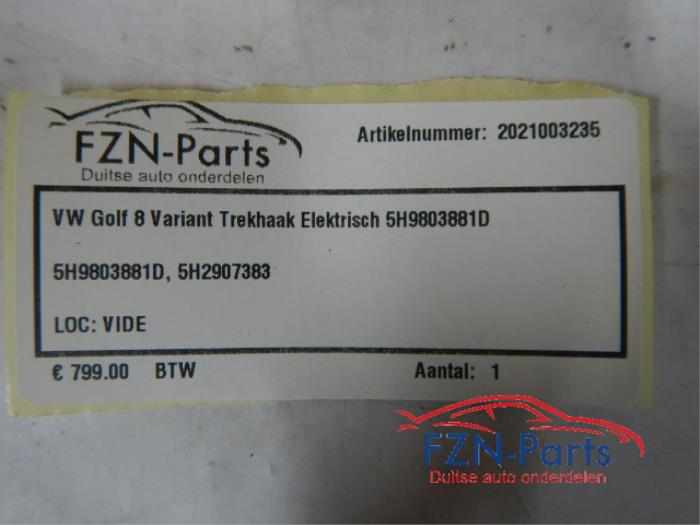 FZN-Parts
Duitse auto onderdelen
Artikelnummer: 2021003235
VW Golf 8 Variant Trekhaak Elektrisch 5H9803881D
5H9803881D, 5H2907383
LOC: VIDE
€ 799.00 BTW Aantal: 1
FZN-Parts
Duitse auto onderdelen